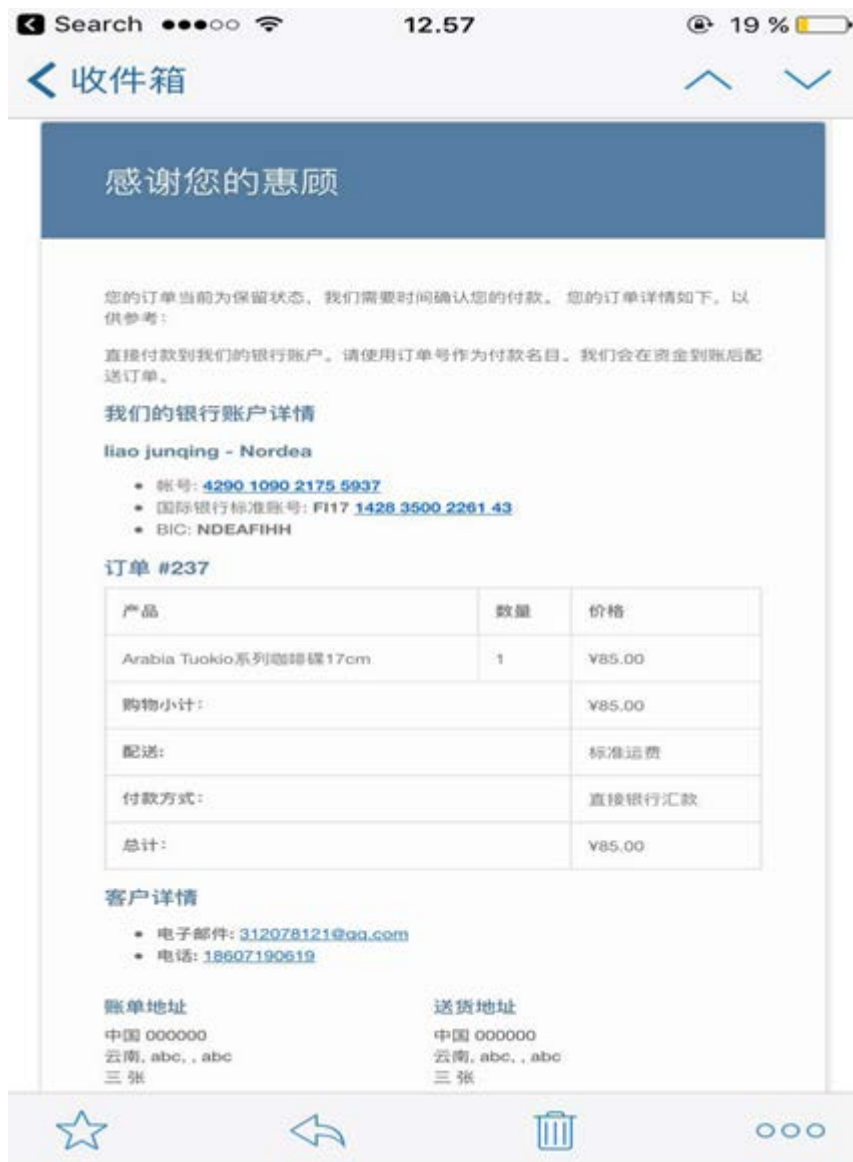 Search
12.57
19 %
收件箱
感谢您的惠顾
您的订单当前为保留状态，我们需要时间确认您的付款。 您的订单详情如下，以
供参考：
直接付款到我们的银行账户。请使用订单号作为付款名目。我们会在资金到账后配
送订单。
我们的银行账户详情
liao junqing - Nordea
帐号: 4290 1090 2175 5937
国际银行标准账号: FI17 1428 3500 2261 43
BIC: NDEAFIHH
订单 #237
产品 数量 价格
Arabia Tuokio系列咖啡碟17cm 1 ¥85.00
购物小计： ¥85.00
配送: 标准运费
付款方式： 直接银行汇款
总计： ¥85.00
客户详情
电子邮件: 312078121@qq.com
电话: 18607190619
账单地址 送货地址
中国 000000 中国 000000
云南, abc, , abc 云南, abc, , abc
三 张 三 张